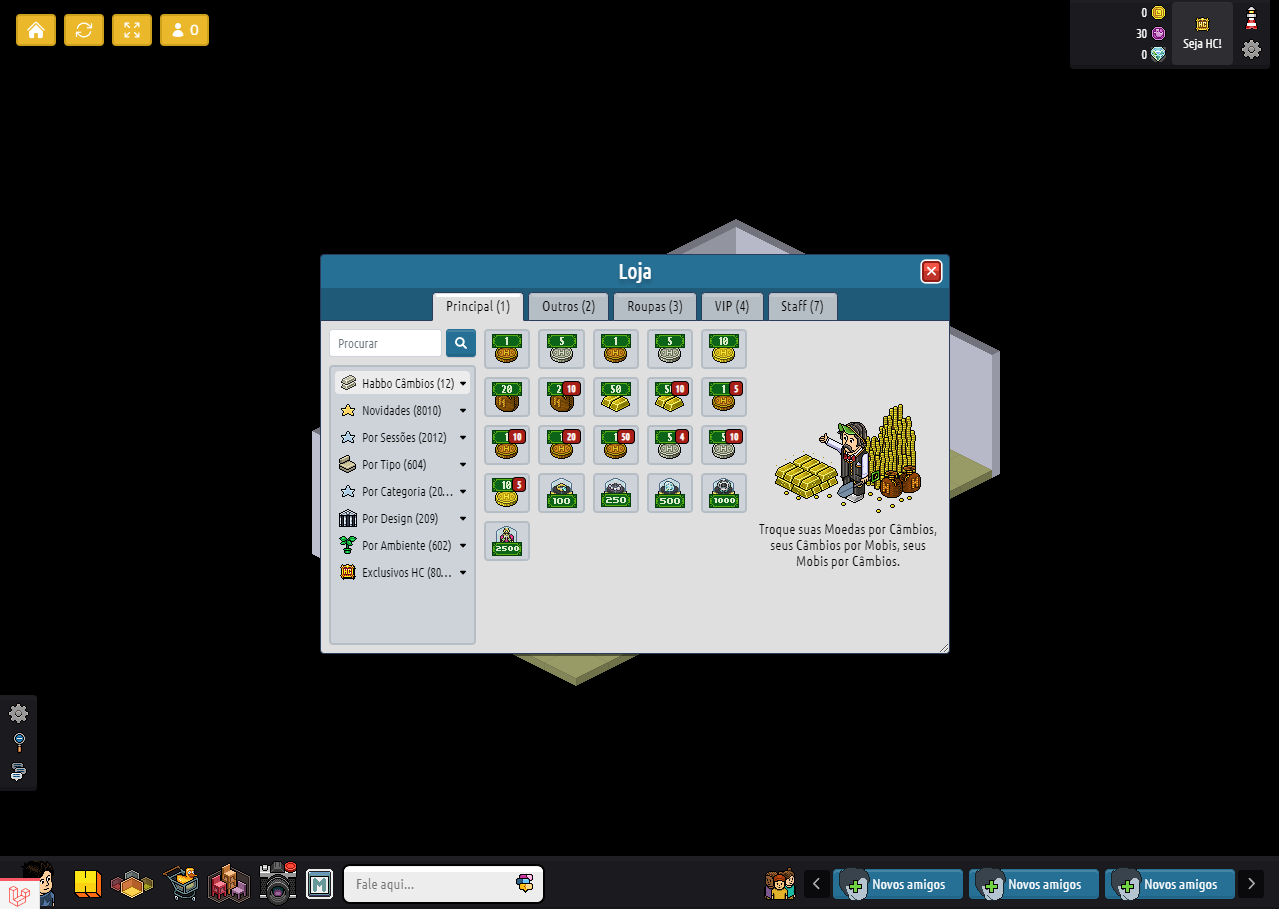 0
0
30
0
HC
Seja HC!
Loja
Principal (1)
Outros (2)
Roupas (3)
VIP (4)
Staff (7)
Procurar
Habbo Câmbios (12)
Novidades (8010)
Por Sessões (2012)
Por Tipo (604)
Por Categoria (20...
Por Design (209)
Por Ambiente (602)
Exclusivos HC (80...
1
5
1
5
10
20
2 10
50
5 10
1 5
1 10
1 20
1 50
5 4
5 10
10 5
100
250
500
1000
2500
Troque suas Moedas por Câmbios,
seus Câmbios por Mobis, seus
Mobis por Câmbios.
M
Fale aqui...
Novos amigos
Novos amigos
Novos amigos